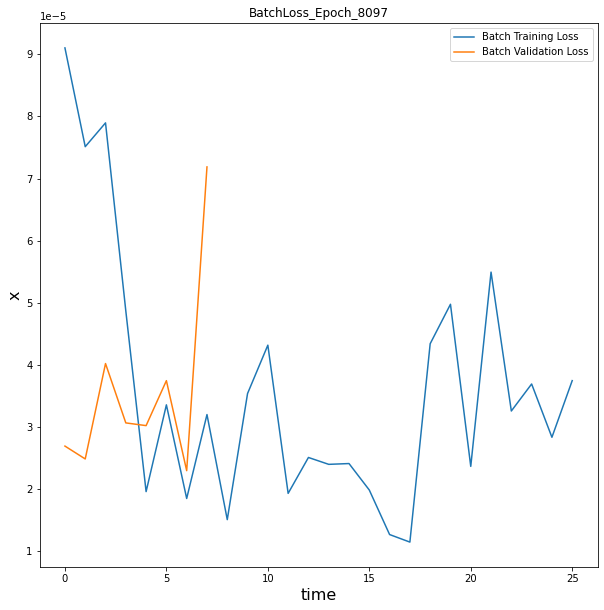 BatchLoss_Epoch_8097
1e−5
Batch Training Loss
Batch Validation Loss
9
8
7
6
5
4
3
2
1
x
0 5 10 15 20 25
time